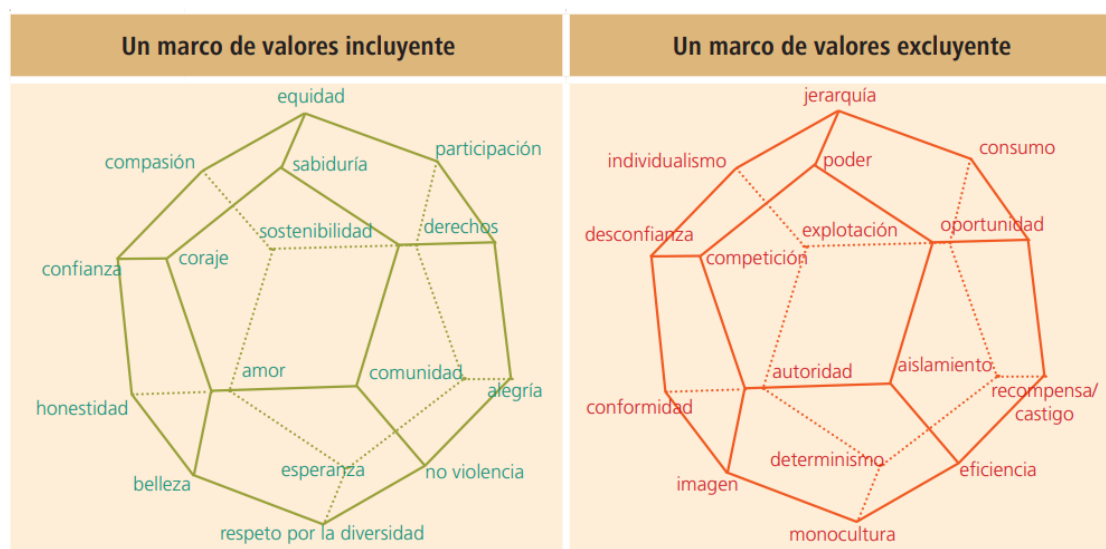 Un marco de valores incluyente
Un marco de valores excluyente
equidad
compasión
sabiduría
participación
sostenibilidad
derechos
confianza
coraje
amor
comunidad
alegría
honestidad
esperanza
no violencia
belleza
respeto por la diversidad
jerarquía
individualismo
poder
consumo
explotación
oportunidad
desconfianza
competición
autoridad
aislamiento
recompensa/
castigo
conformidad
determinismo
eficiencia
imagen
monocultura